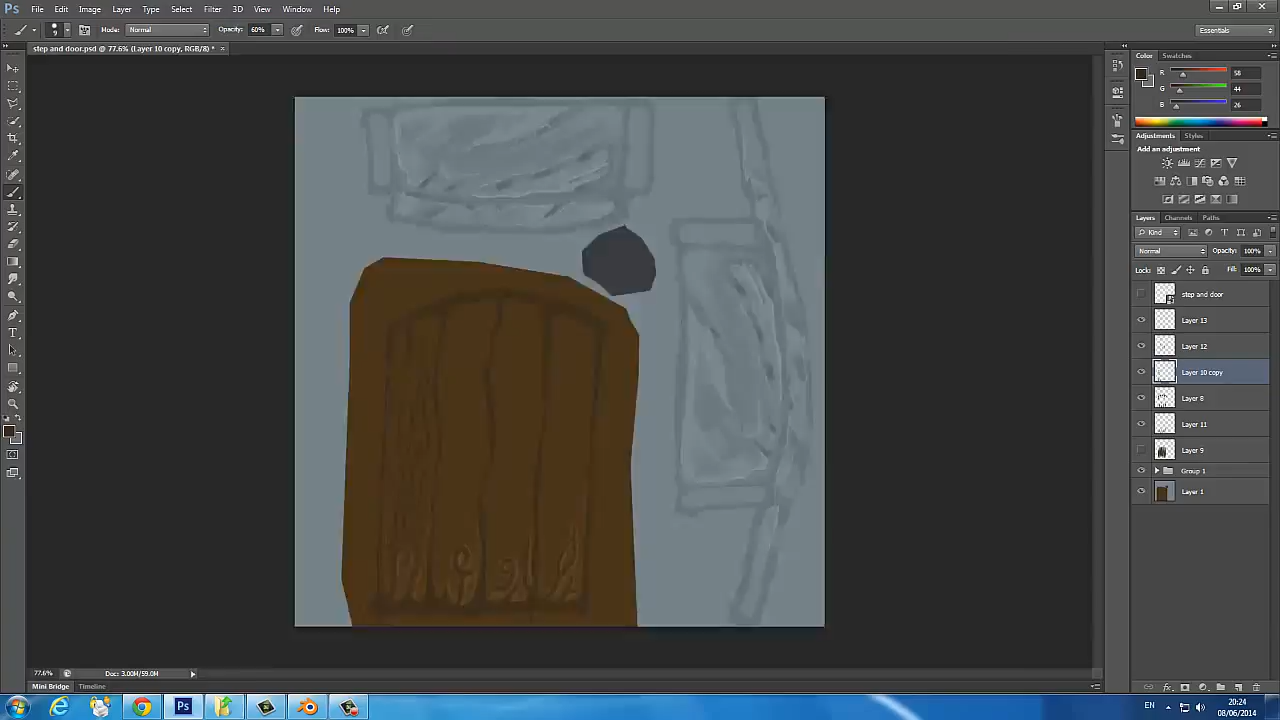 Ps File Edit Image Layer Type Select Filter 3D View Window Help
9 Mode: Normal Opacity: 60% Flow: 100% Essentials
step and door.psd @ 77.6% (Layer 10 copy, RGB/8) * ×
Color Swatches
R 58
G 44
B 26
Adjustments Styles
Add an adjustment
Layers Channels Paths
Kind
Normal Opacity: 100%
Lock: Fill: 100%
step and door
Layer 13
Layer 12
Layer 10 copy
Layer 8
Layer 11
Layer 9
Group 1
Layer 1
77.6% Doc: 3.00M/59.0M
Mini Bridge Timeline
Ps EN 20:24
08/06/2014